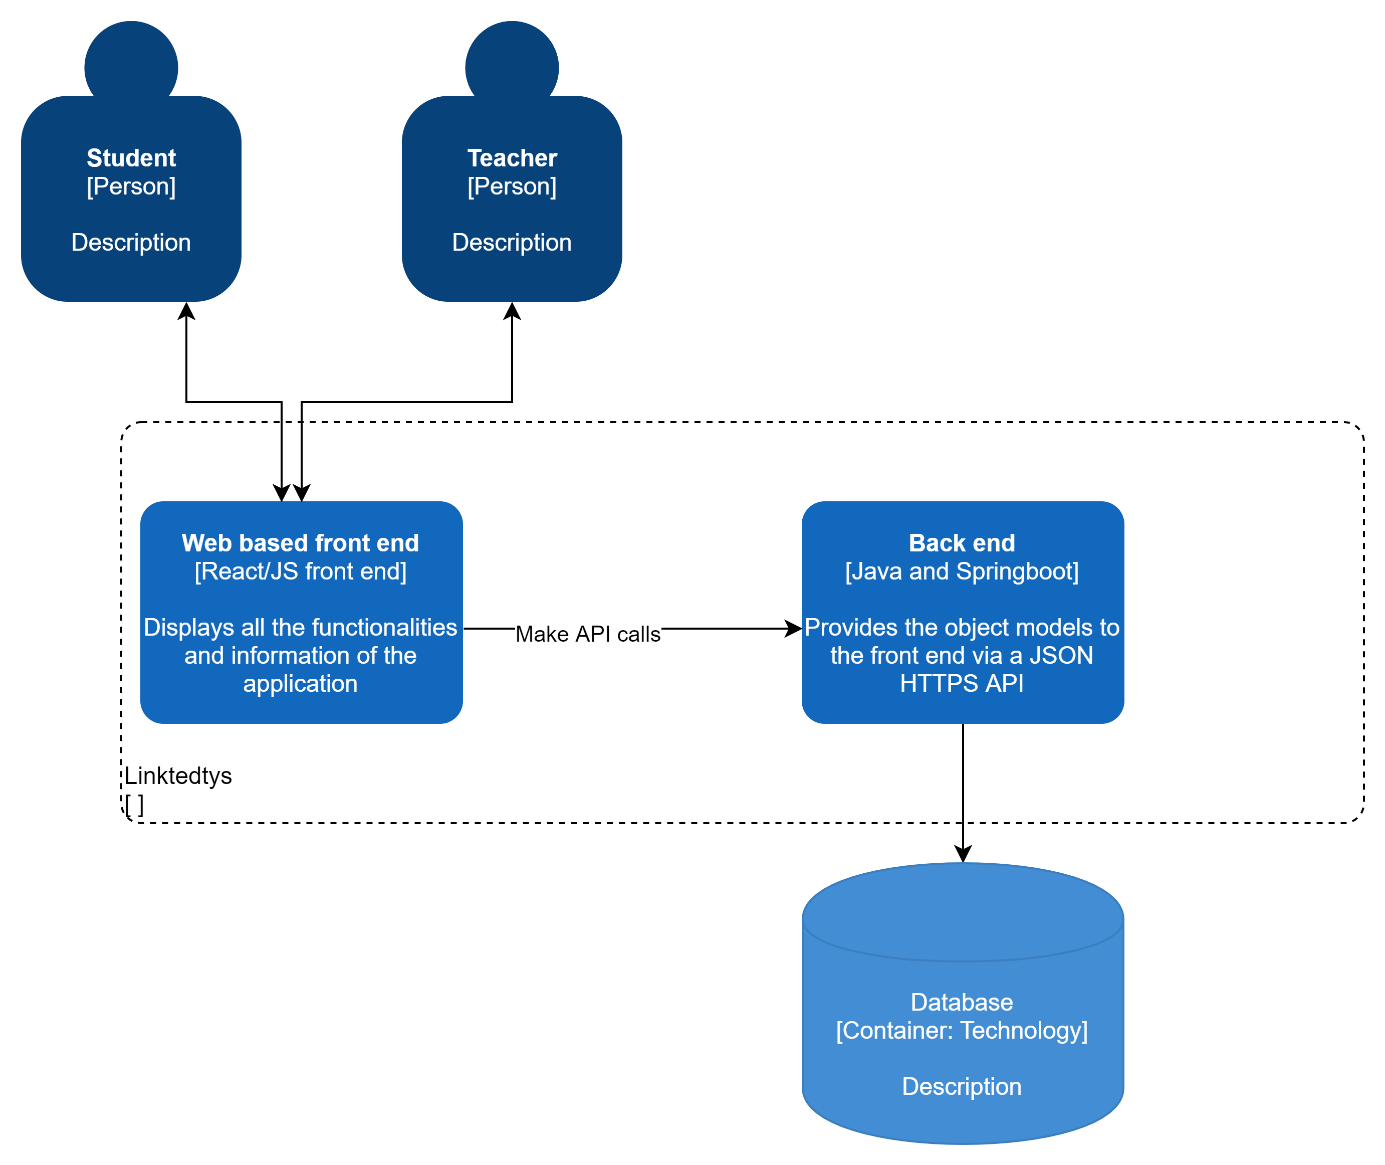 Student
[Person]
Description
Teacher
[Person]
Description
Web based front end
[React/JS front end]
Displays all the functionalities
and information of the
application
Make API calls
Back end
[Java and Springboot]
Provides the object models to
the front end via a JSON
HTTPS API
Linktedtys
[ ]
Database
[Container: Technology]
Description